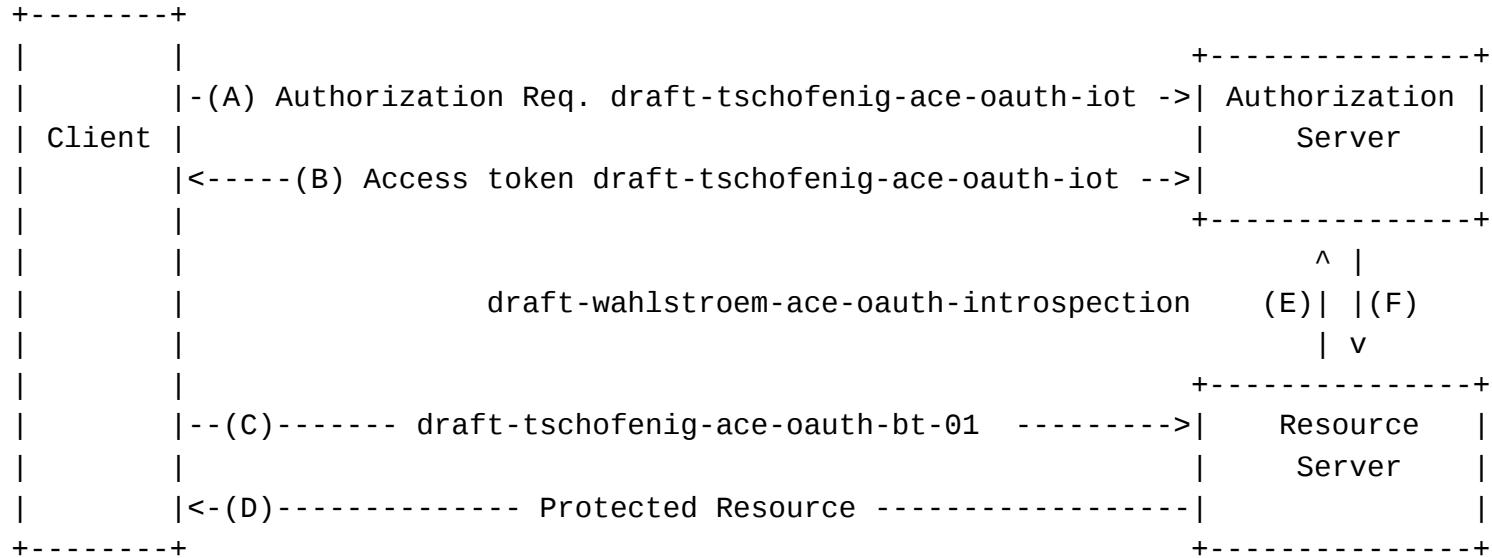 +--------+
|        |                                                         +---------------+
|        |-(A) Authorization Req. draft-tschofenig-ace-oauth-iot ->| Authorization |
| Client |                                                         |     Server    |
|        |<-----(B) Access token draft-tschofenig-ace-oauth-iot -->|               |
|        |                                                         +---------------+
|        |                                                                ^ |
|        |                 draft-wahlstroem-ace-oauth-introspection    (E)| |(F)
|        |                                                                | v
|        |                                                         +---------------+
|        |--(C)------- draft-tschofenig-ace-oauth-bt-01  --------->|    Resource   |
|        |                                                         |     Server    |
|        |<-(D)-------------- Protected Resource ------------------|               |
+--------+                                                         +---------------+